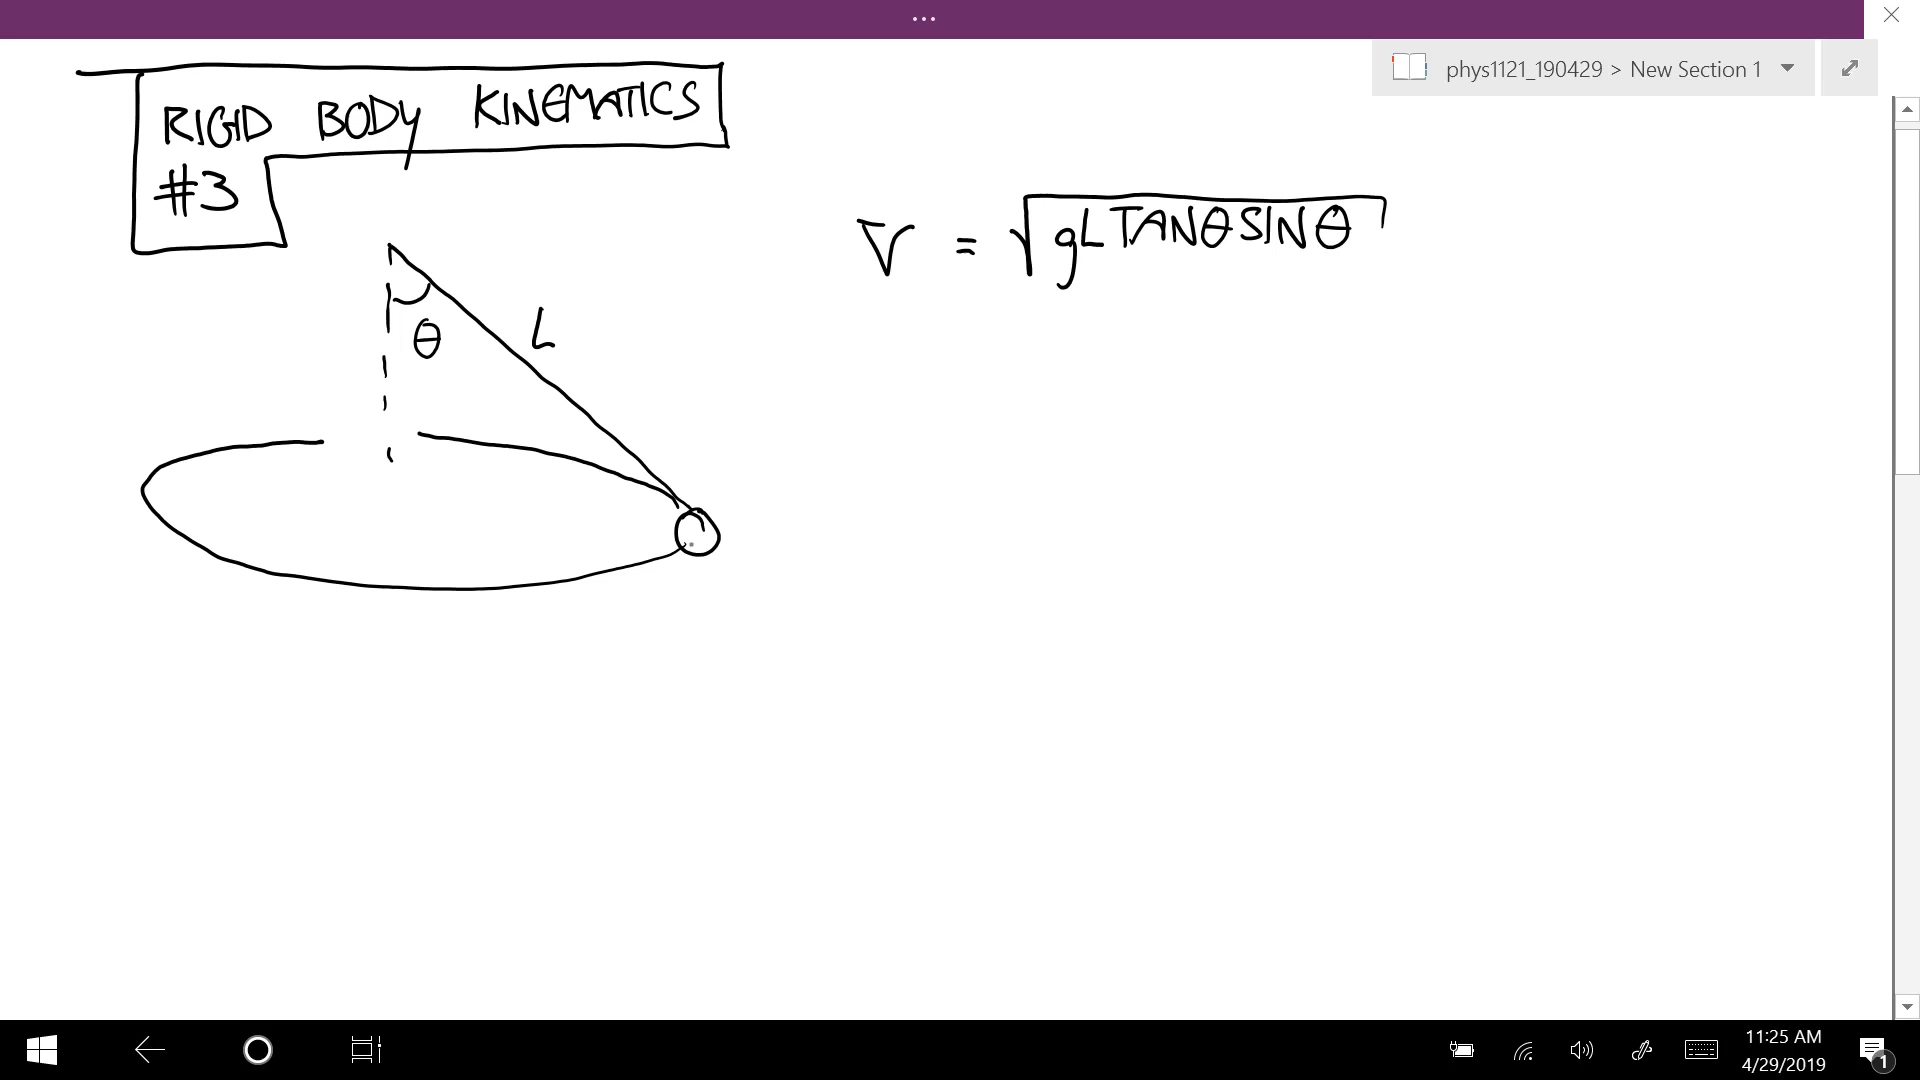 ...
phys1121_190429 > New Section 1
RIGID BODY KINEMATICS
#3
V = √gL TANθ SINθ
θ
L
11:25 AM
4/29/2019
1